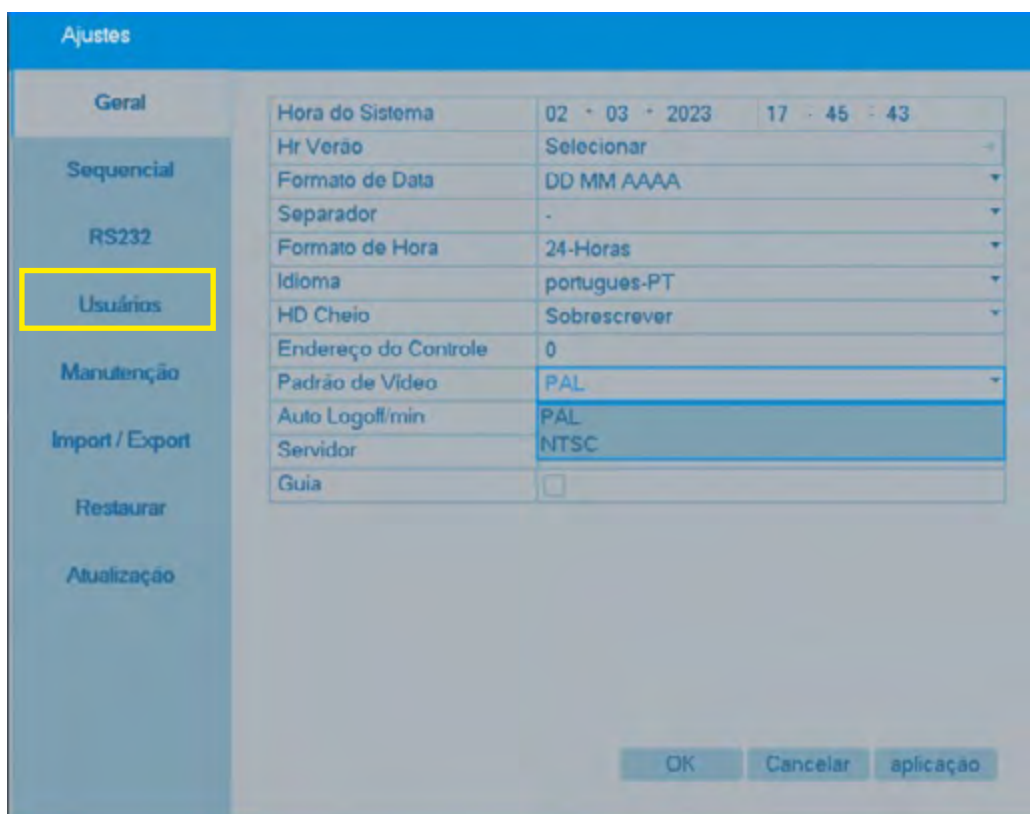 Ajustes
Geral
Sequencial
RS232
Usuários
Manutenção
Import / Export
Restaurar
Atualização
Hora do Sistema 02 - 03 - 2023 17 : 45 : 43
Hr Verão Selecionar
Formato de Data DD MM AAAA
Separador -
Formato de Hora 24-Horas
Idioma portugues-PT
HD Cheio Sobrescrever
Endereço do Controle 0
Padrão de Vídeo PAL
Auto Logoff/min PAL
Servidor NTSC
Guia
OK Cancelar aplicaçao